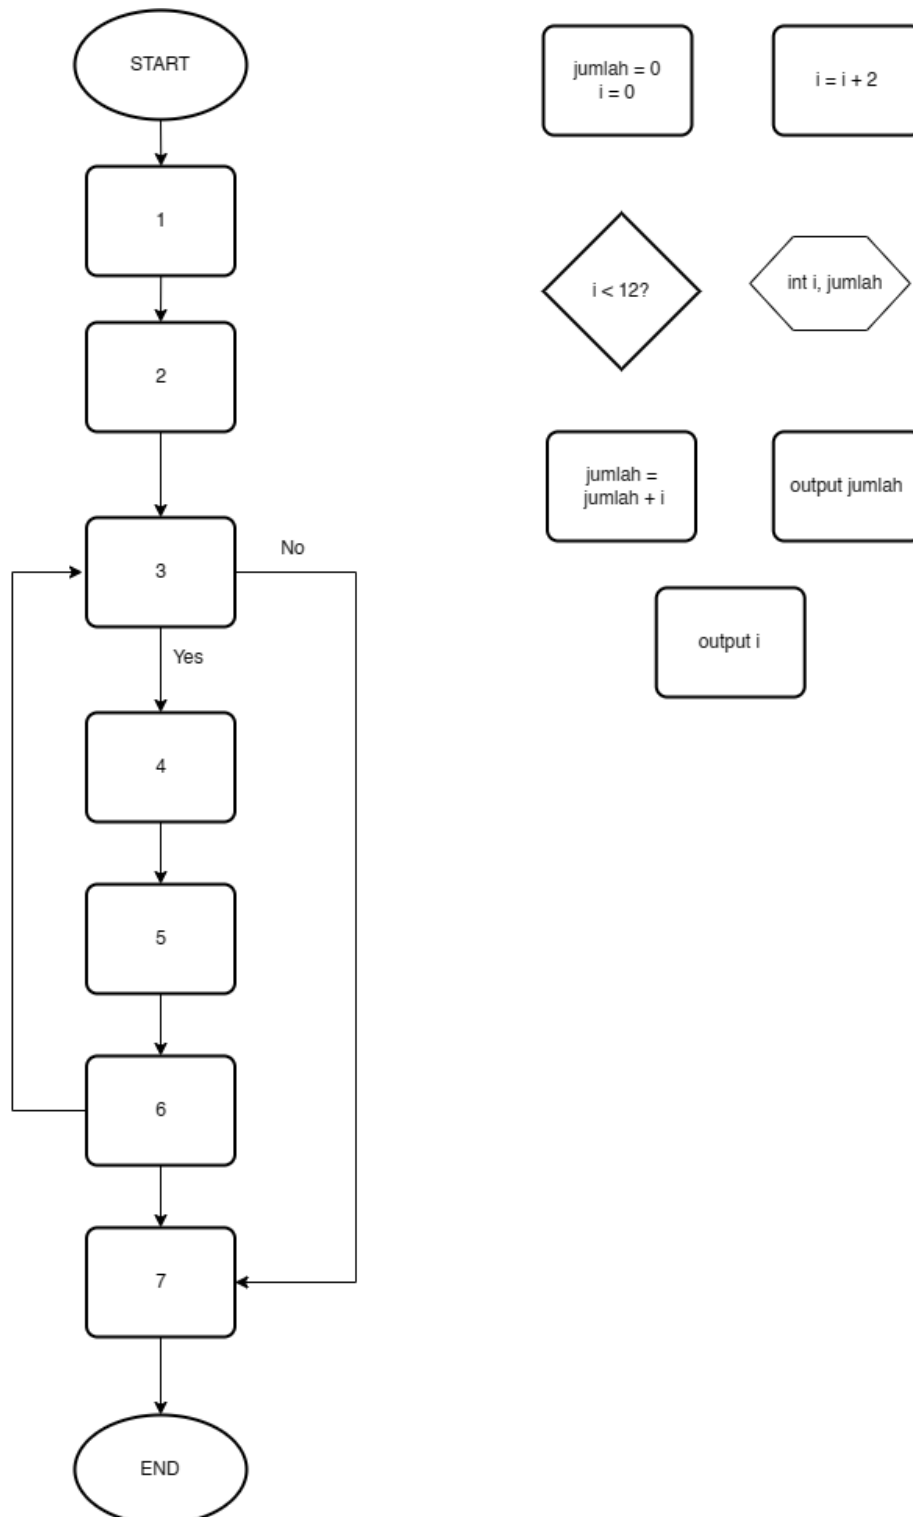 START
1
2
3
No
Yes
4
5
6
7
END
jumlah = 0
i = 0
i = i + 2
i < 12?
int i, jumlah
jumlah =
jumlah + i
output jumlah
output i